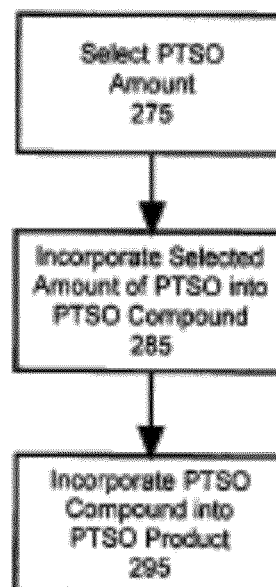 Select PTSO
Amount
275
Incorporate Selected
Amount of PTSO into
PTSO Compound
285
Incorporate PTSO
Compound into
PTSO Product
295